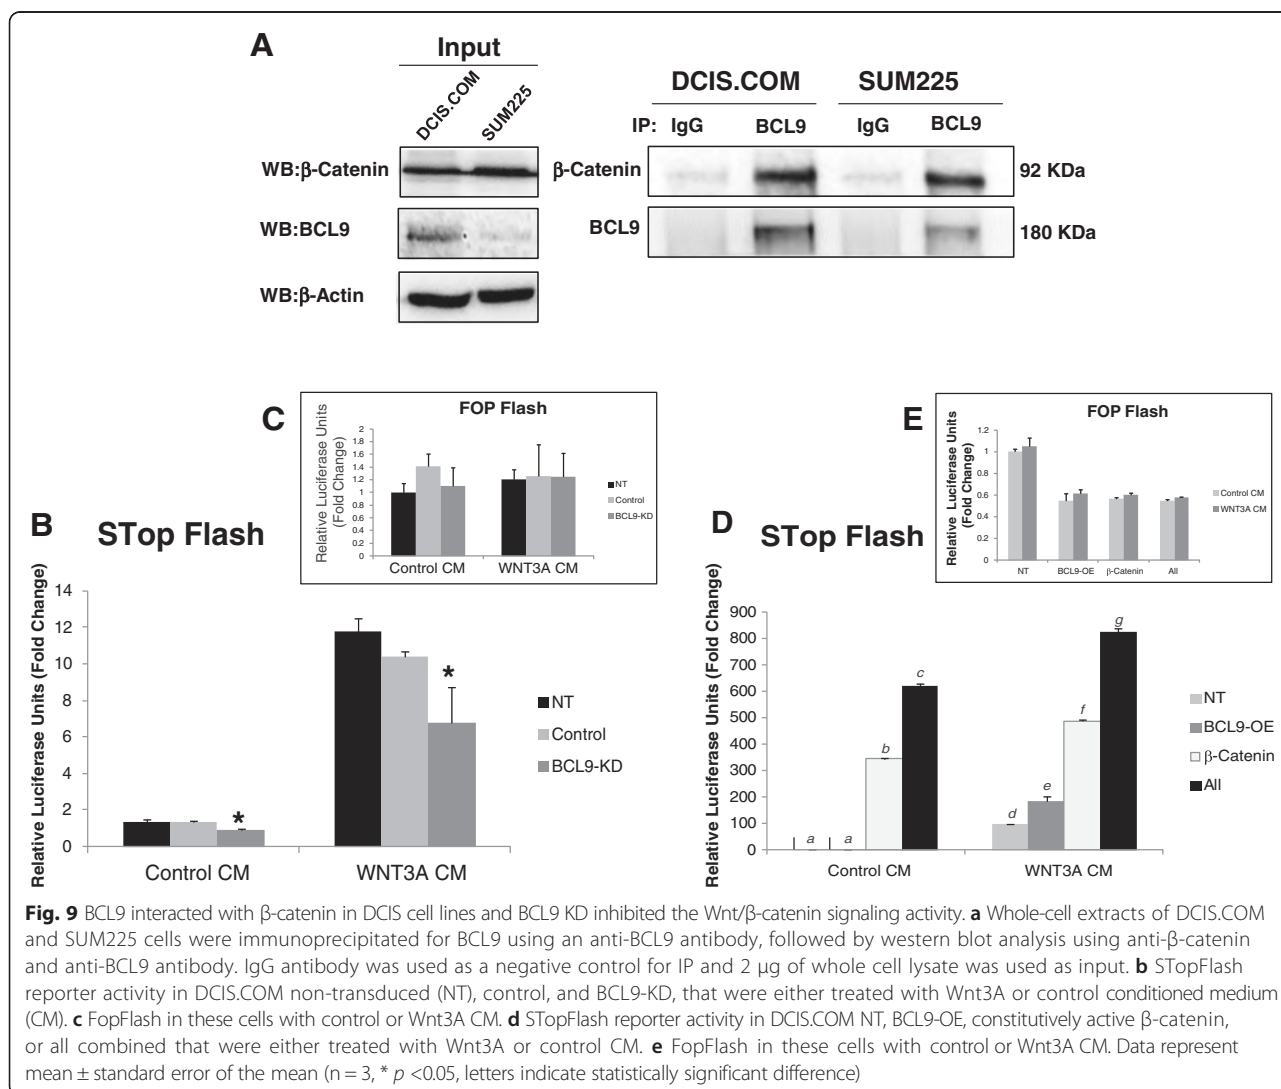 A
Input
DCIS.COM
SUM225
WB:β-Catenin
WB:BCL9
WB:β-Actin
DCIS.COM
SUM225
IP:
IgG
BCL9
IgG
BCL9
β-Catenin
92 KDa
BCL9
180 KDa
C
FOP Flash
Relative Luciferase Units
(Fold Change)
2
1.8
1.6
1.4
1.2
1
0.8
0.6
0.4
0.2
0
Control CM
WNT3A CM
NT
Control
BCL9-KD
B
STop Flash
Relative Luciferase Units (Fold Change)
14
12
10
8
6
4
2
0
*
*
Control CM
WNT3A CM
NT
Control
BCL9-KD
E
FOP Flash
Relative Luciferase Units
(Fold Change)
1.2
1
0.8
0.6
0.4
0.2
0
NT
BCL9-OE
β-Catenin
All
Control CM
WNT3A CM
D
STop Flash
Relative Luciferase Units (Fold Change)
900
800
700
600
500
400
300
200
100
0
a
a
b
c
d
e
f
g
Control CM
WNT3A CM
NT
BCL9-OE
β-Catenin
All
Fig. 9 BCL9 interacted with β-catenin in DCIS cell lines and BCL9 KD inhibited the Wnt/β-catenin signaling activity. a Whole-cell extracts of DCIS.COM
and SUM225 cells were immunoprecipitated for BCL9 using an anti-BCL9 antibody, followed by western blot analysis using anti-β-catenin
and anti-BCL9 antibody. IgG antibody was used as a negative control for IP and 2 μg of whole cell lysate was used as input. b STopFlash
reporter activity in DCIS.COM non-transduced (NT), control, and BCL9-KD, that were either treated with Wnt3A or control conditioned medium
(CM). c FopFlash in these cells with control or Wnt3A CM. d STopFlash reporter activity in DCIS.COM NT, BCL9-OE, constitutively active β-catenin,
or all combined that were either treated with Wnt3A or control CM. e FopFlash in these cells with control or Wnt3A CM. Data represent
mean ± standard error of the mean (n = 3, * p <0.05, letters indicate statistically significant difference)